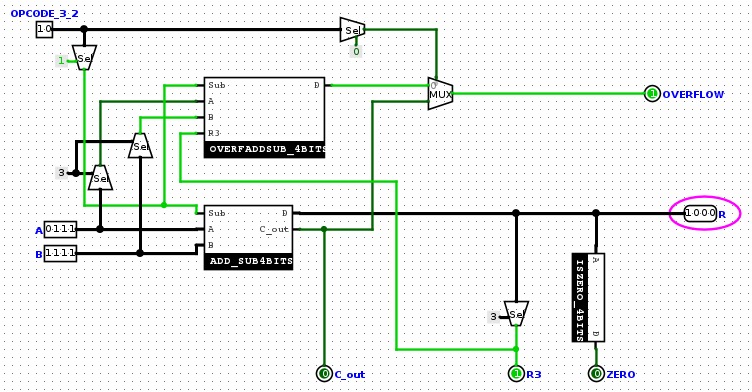 OPCODE_3_2
10
Sel
0
Sel
1
Sub
A
B
R3
D
OVERFADDSUB_4BITS
0
MUX
1
OVERFLOW
Sel
3
Sel
Sub
A
B
D
C_out
ADD_SUB4BITS
A
0111
B
1111
1000
R
A
ISZERO_4BITS
D
3
Sel
0
C_out
1
R3
0
ZERO